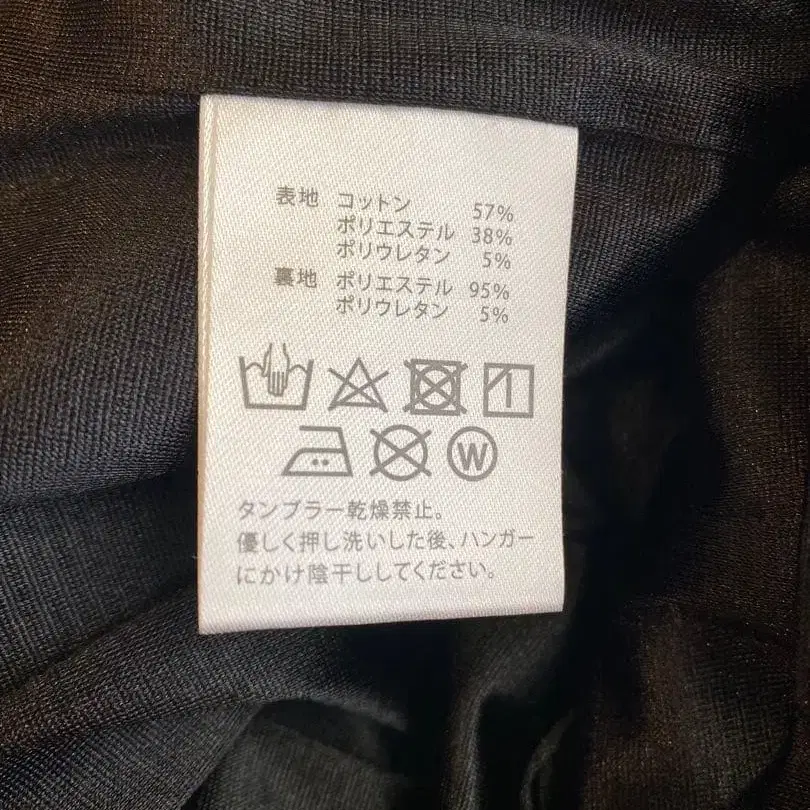 表地 コットン 57%
ポリエステル 38%
ポリウレタン 5%
裏地 ポリエステル 95%
ポリウレタン 5%
W
タンブラー乾燥禁止。
優しく押し洗いした後、ハンガー
にかけ陰干ししてください。